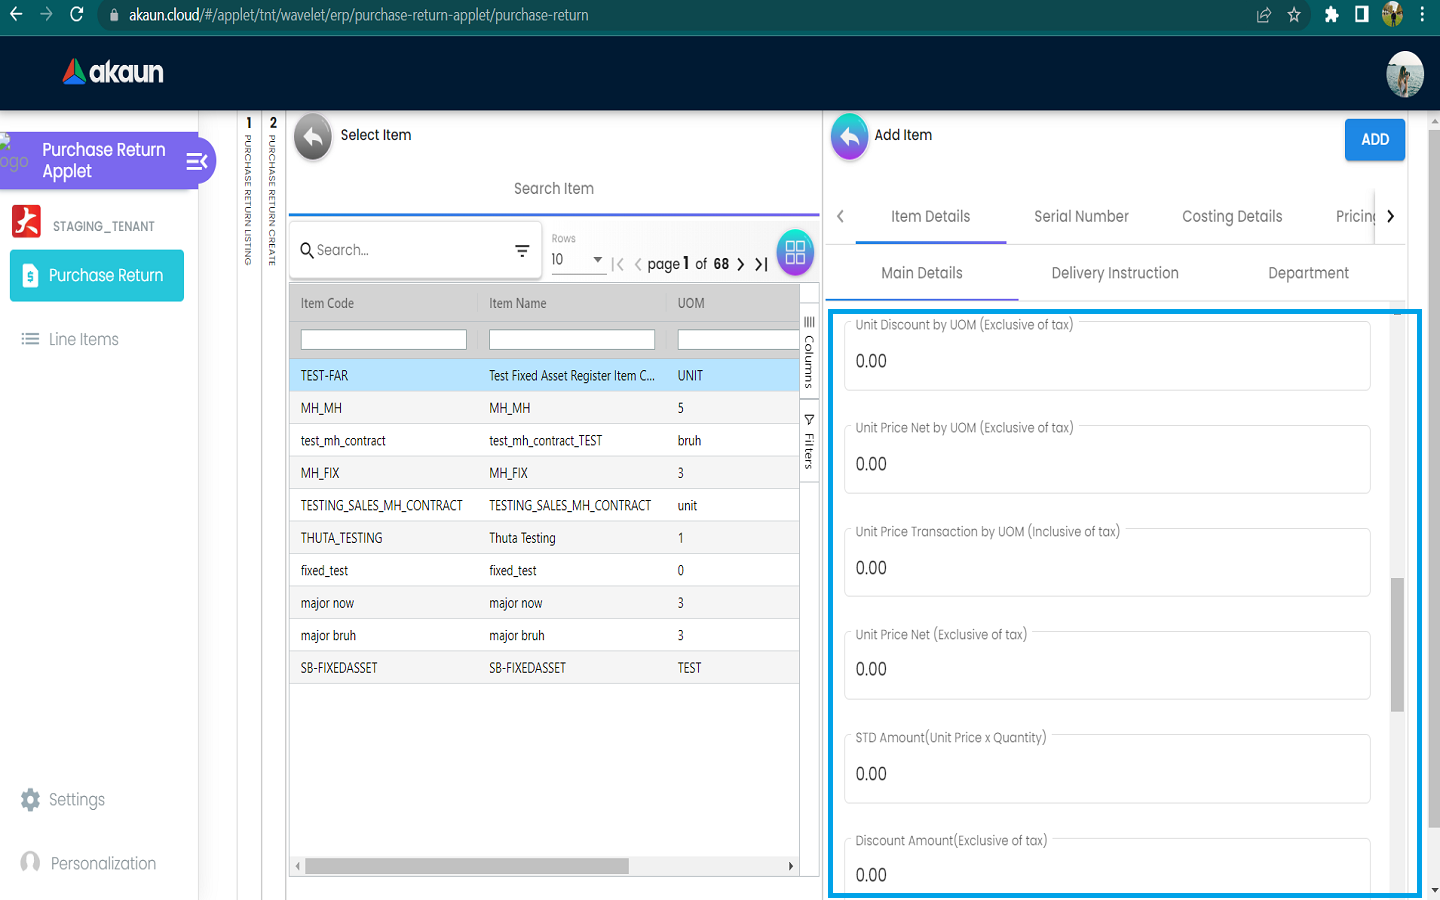 akaun.cloud/#/applet/tnt/wavelet/erp/purchase-return-applet/purchase-return
akaun
logo
Purchase Return
Applet
STAGING_TENANT
Purchase Return
Line Items
Settings
Personalization
1 PURCHASE RETURN LISTING
2 PURCHASE RETURN CREATE
Select Item
Search Item
Search...
Rows
10
page 1 of 68
Item Code Item Name UOM
TEST-FAR Test Fixed Asset Register Item C... UNIT
MH_MH MH_MH 5
test_mh_contract test_mh_contract_TEST bruh
MH_FIX MH_FIX 3
TESTING_SALES_MH_CONTRACT TESTING_SALES_MH_CONTRACT unit
THUTA_TESTING Thuta Testing 1
fixed_test fixed_test 0
major now major now 3
major bruh major bruh 3
SB-FIXEDASSET SB-FIXEDASSET TEST
Columns
Filters
Add Item
ADD
Item Details Serial Number Costing Details Pricing
Main Details Delivery Instruction Department
Unit Discount by UOM (Exclusive of tax)
0.00
Unit Price Net by UOM (Exclusive of tax)
0.00
Unit Price Transaction by UOM (Inclusive of tax)
0.00
Unit Price Net (Exclusive of tax)
0.00
STD Amount(Unit Price x Quantity)
0.00
Discount Amount(Exclusive of tax)
0.00